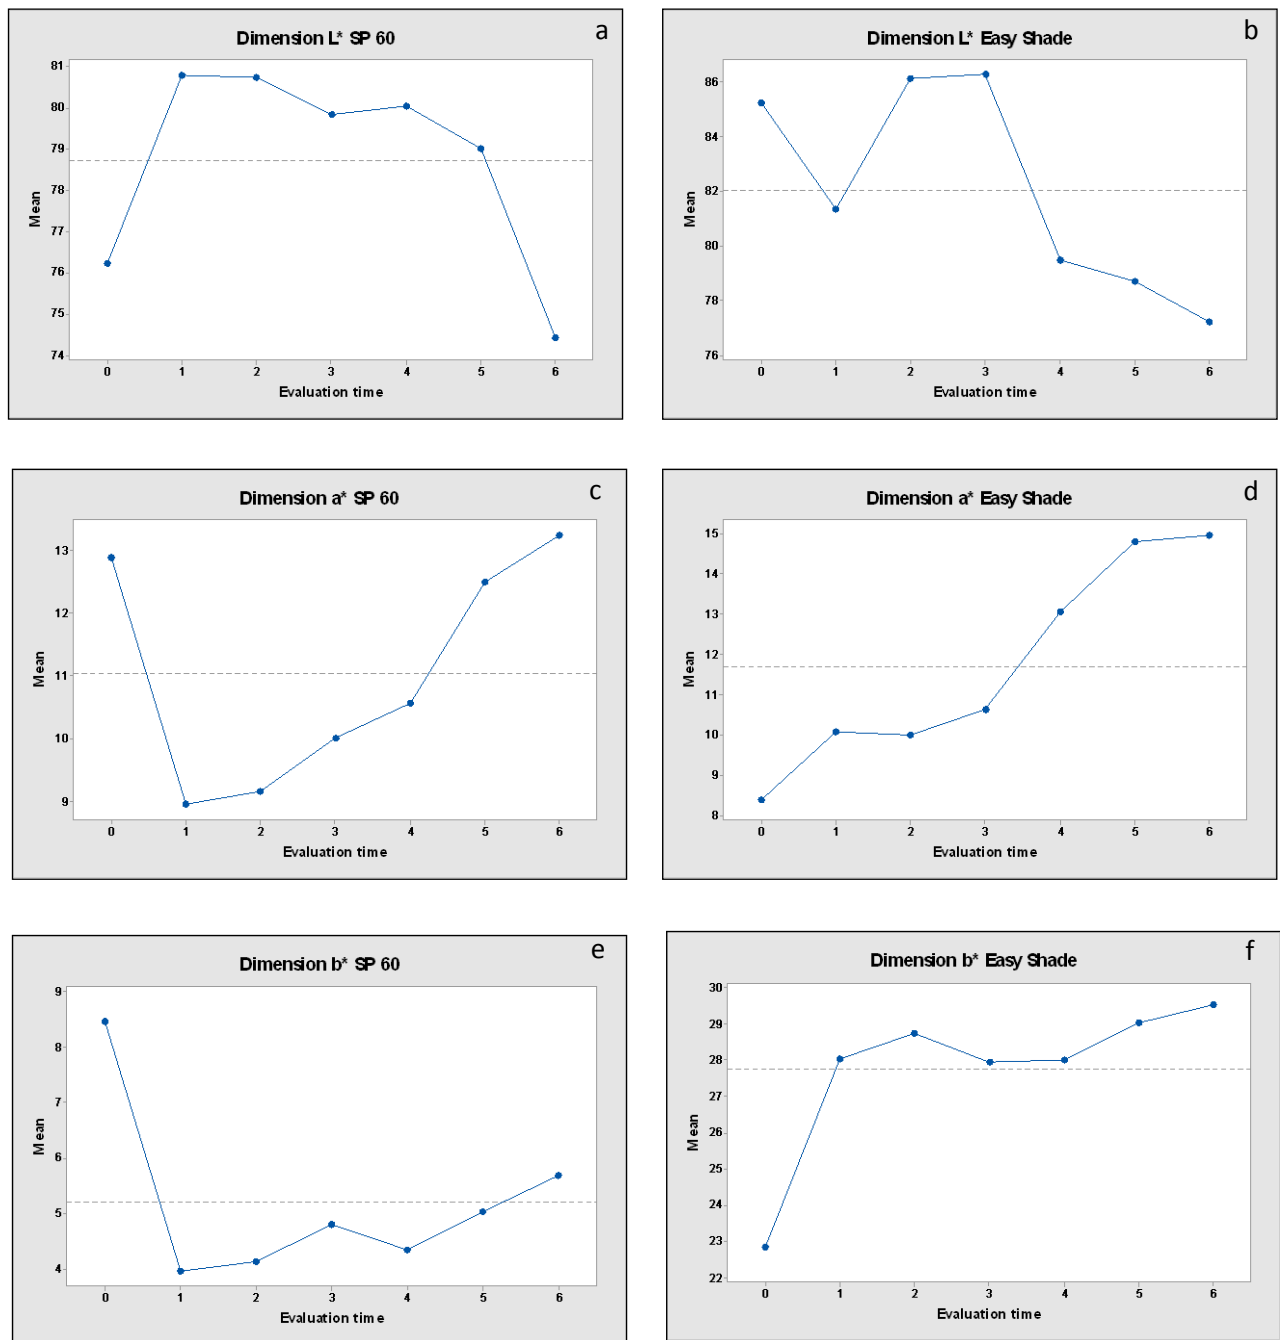 Dimension L* SP 60
a
81
80
79
78
77
76
75
74
Mean
0 1 2 3 4 5 6
Evaluation time
Dimension L* Easy Shade
b
86
84
82
80
78
76
Mean
0 1 2 3 4 5 6
Evaluation time
Dimension a* SP 60
c
13
12
11
10
9
Mean
0 1 2 3 4 5 6
Evaluation time
Dimension a* Easy Shade
d
15
14
13
12
11
10
9
8
Mean
0 1 2 3 4 5 6
Evaluation time
Dimension b* SP 60
e
9
8
7
6
5
4
Mean
0 1 2 3 4 5 6
Evaluation time
Dimension b* Easy Shade
f
30
29
28
27
26
25
24
23
22
Mean
0 1 2 3 4 5 6
Evaluation time